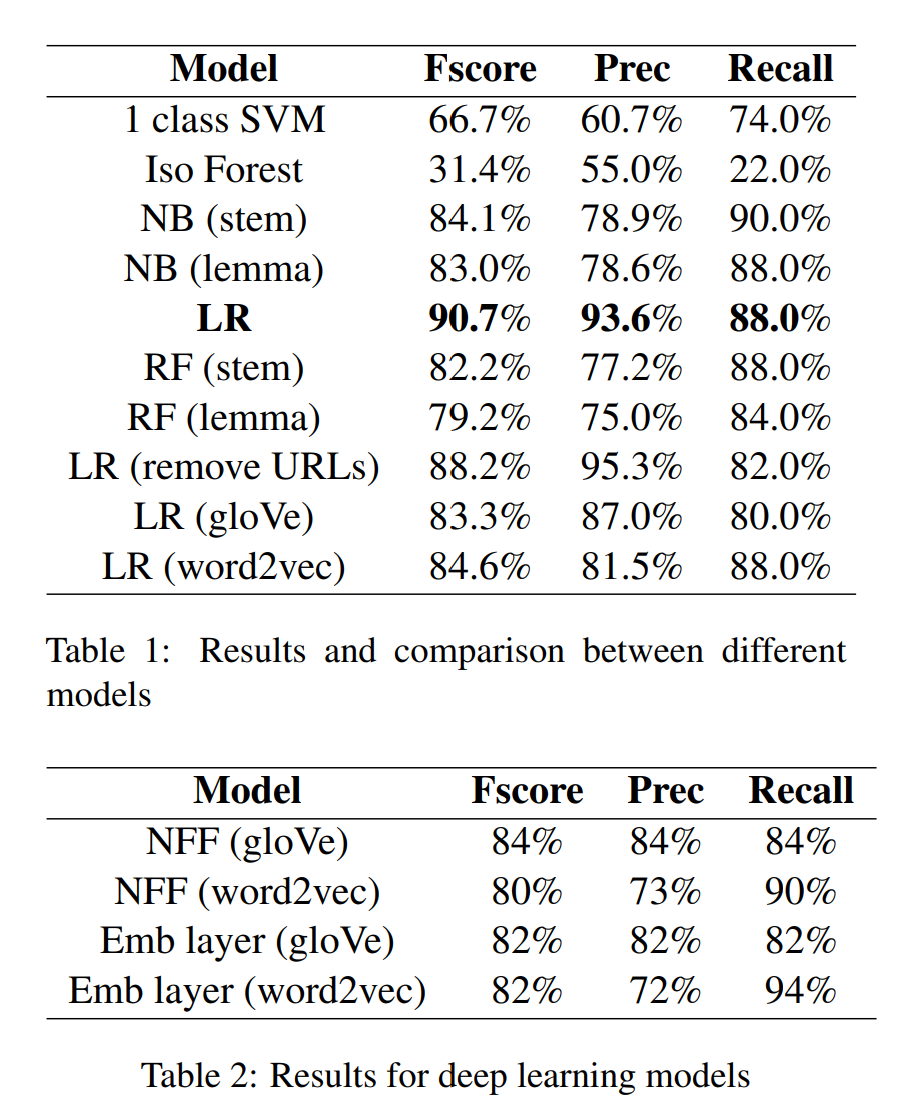 Model Fscore Prec Recall
1 class SVM 66.7% 60.7% 74.0%
Iso Forest 31.4% 55.0% 22.0%
NB (stem) 84.1% 78.9% 90.0%
NB (lemma) 83.0% 78.6% 88.0%
LR 90.7% 93.6% 88.0%
RF (stem) 82.2% 77.2% 88.0%
RF (lemma) 79.2% 75.0% 84.0%
LR (remove URLs) 88.2% 95.3% 82.0%
LR (gloVe) 83.3% 87.0% 80.0%
LR (word2vec) 84.6% 81.5% 88.0%
Table 1: Results and comparison between different
models
Model Fscore Prec Recall
NFF (gloVe) 84% 84% 84%
NFF (word2vec) 80% 73% 90%
Emb layer (gloVe) 82% 82% 82%
Emb layer (word2vec) 82% 72% 94%
Table 2: Results for deep learning models